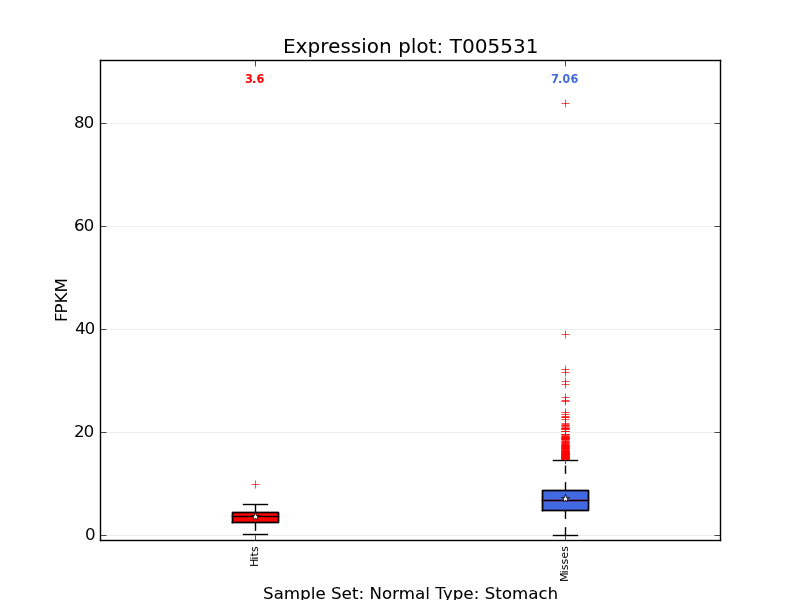 Expression plot: T005531
3.6
7.06
80
60
40
20
0
FPKM
Hits
Misses
Sample Set: Normal Type: Stomach